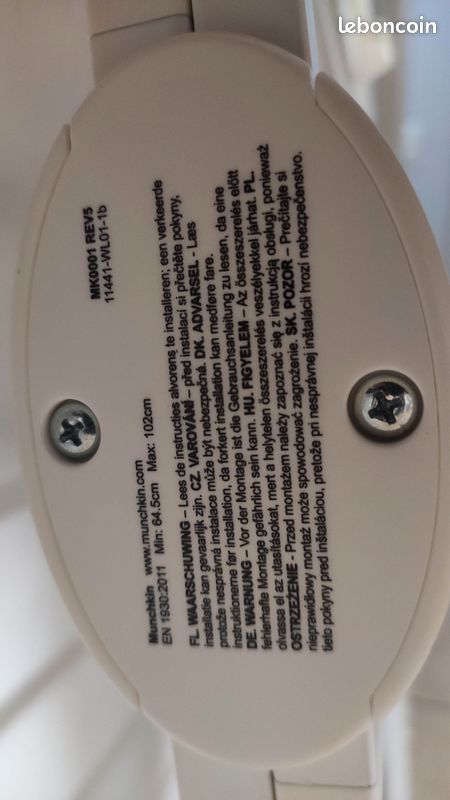 leboncoin
MK0001 REV5
11441-WL01-1b
Munchkin www.munchkin.com
EN 1930:2011 Min: 64.5cm Max: 102cm
FL. WAARSCHUWING – Lees de instructies alvorens te installeren; een verkeerde
installatie kan gevaarlijk zijn. CZ. VAROVÁNÍ – před instalací si přečtěte pokyny,
protože nesprávná instalace může být nebezpečná. DK. ADVARSEL - Læs
instruktionerne før installation, da forkert installation kan medføre fare.
DE. WARNUNG – Vor der Montage ist die Gebrauchsanleitung zu lesen, da eine
fehlerhafte Montage gefährlich sein kann. HU. FIGYELEM – Az összeszerelés előtt
olvassa el az utasításokat, mert a helytelen összeszerelés veszélyekkel járhat. PL.
OSTRZEŻENIE - Przed montażem należy zapoznać się z instrukcją obsługi, ponieważ
nieprawidłowy montaż może spowodować zagrożenie. SK. POZOR – Prečítajte si
tieto pokyny pred inštaláciou, pretože pri nesprávnej inštalácii hrozí nebezpečenstvo.